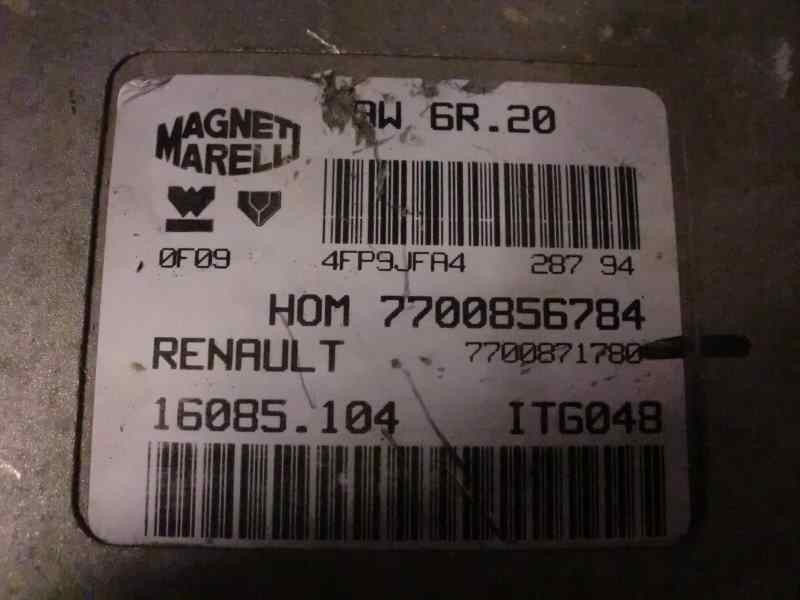 MAGNETI
MARELLI
AW 6R.20
0F09
4FP9JFA4 287 94
HOM 7700856784
RENAULT 7700871780
16085.104 ITG048